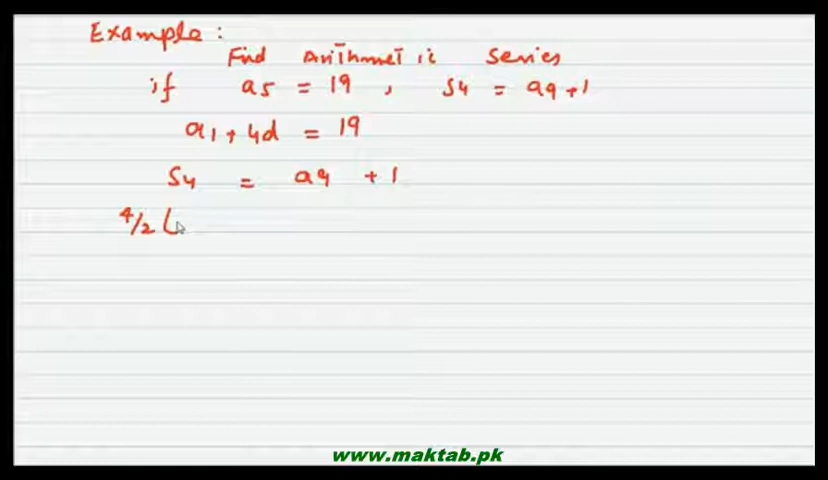 Example:
Find Arithmetic Series
if a5 = 19 , S4 = a9 + 1
a1 + 4d = 19
S4 = a9 + 1
4/2 (
www.maktab.pk